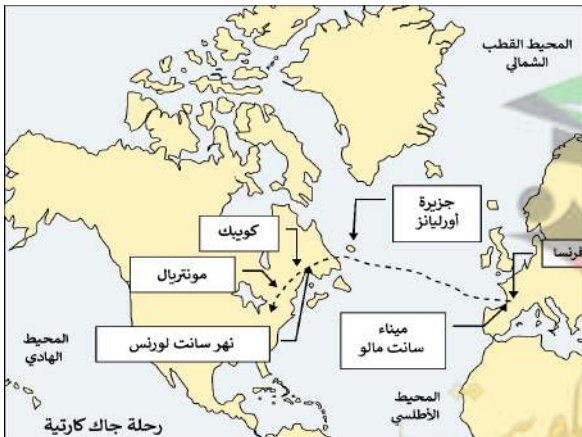 المحيط القطب
الشمالي
جزيرة
أورليانز
كويبك
فرنسا
مونتريال
ميناء
سانت مالو
نهر سانت لورنس
المحيط
الهادي
المحيط
الأطلسي
رحلة جاك كارتية